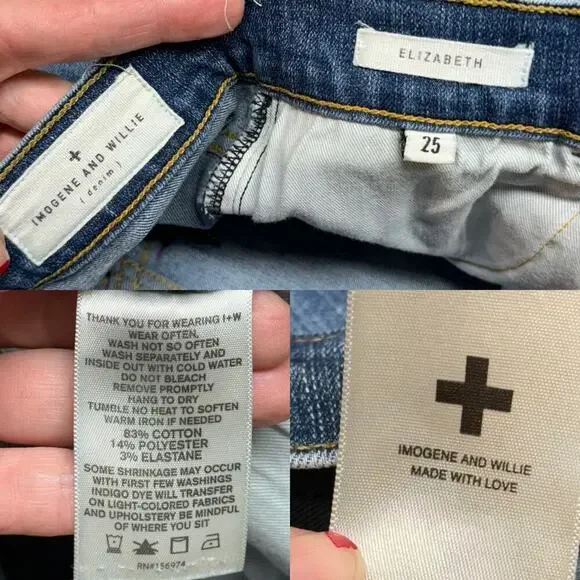 +
IMOGENE AND WILLIE
( denim )
ELIZABETH
25
THANK YOU FOR WEARING I+W
WEAR OFTEN,
WASH NOT SO OFTEN
WASH SEPARATELY AND
INSIDE OUT WITH COLD WATER
DO NOT BLEACH
REMOVE PROMPTLY
HANG TO DRY
TUMBLE NO HEAT TO SOFTEN
WARM IRON IF NEEDED
83% COTTON
14% POLYESTER
3% ELASTANE
SOME SHRINKAGE MAY OCCUR
WITH FIRST FEW WASHINGS
INDIGO DYE WILL TRANSFER
ON LIGHT-COLORED FABRICS
AND UPHOLSTERY BE MINDFUL
OF WHERE YOU SIT
RN#156974
+
IMOGENE AND WILLIE
MADE WITH LOVE